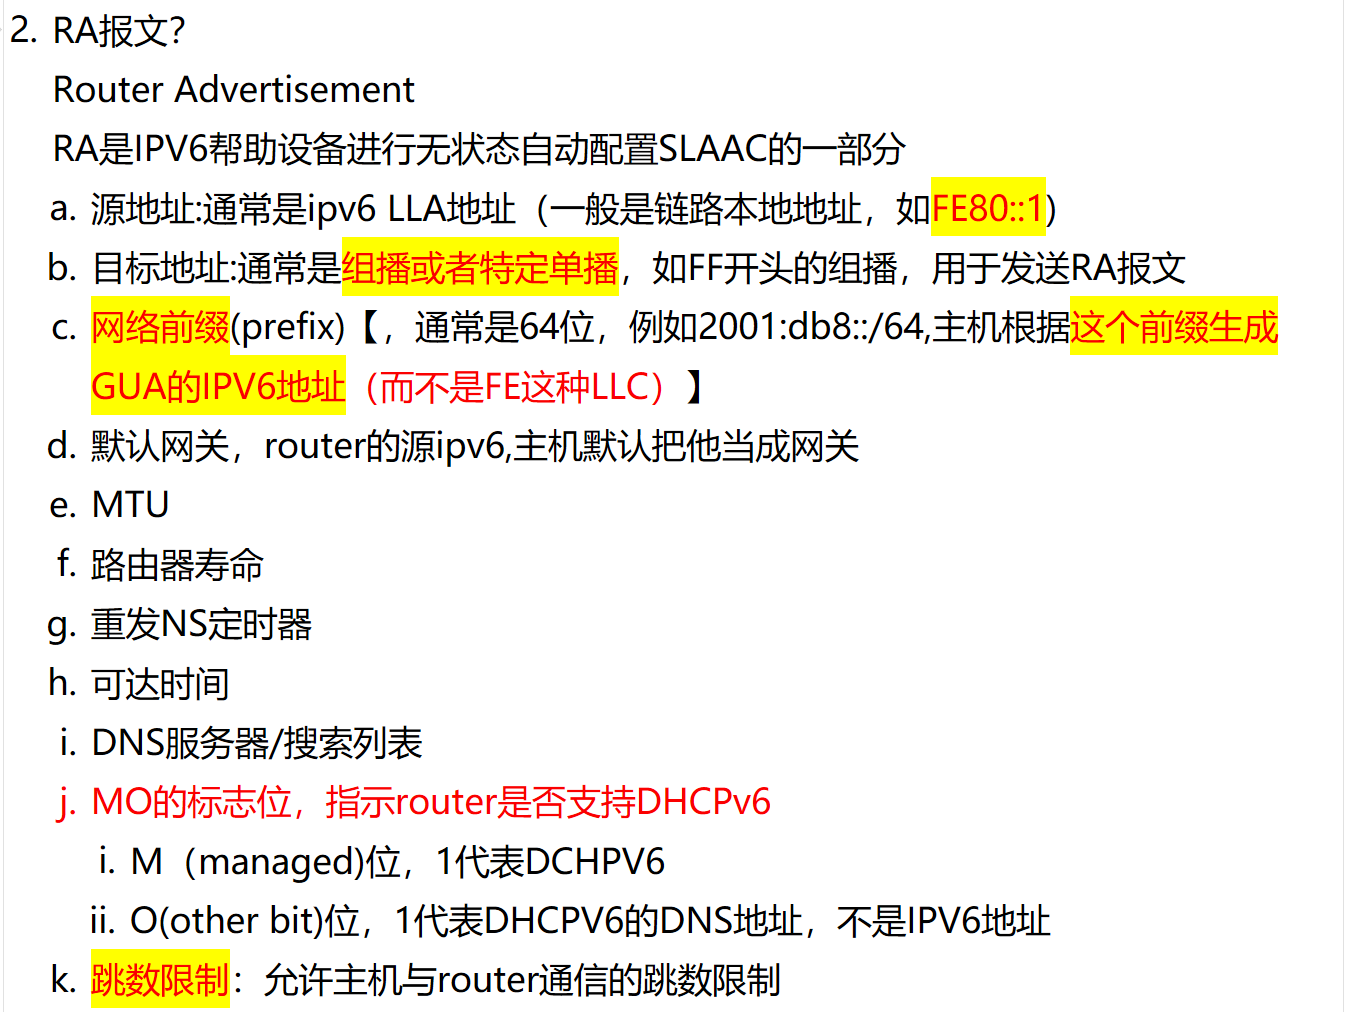 2. RA报文？
Router Advertisement
RA是IPV6帮助设备进行无状态自动配置SLAAC的一部分
a. 源地址:通常是ipv6 LLA地址（一般是链路本地地址，如FE80::1)
b. 目标地址:通常是组播或者特定单播，如FF开头的组播，用于发送RA报文
c. 网络前缀(prefix)【，通常是64位，例如2001:db8::/64,主机根据这个前缀生成
GUA的IPV6地址（而不是FE这种LLC）】
d. 默认网关，router的源ipv6,主机默认把他当成网关
e. MTU
f. 路由器寿命
g. 重发NS定时器
h. 可达时间
i. DNS服务器/搜索列表
j. MO的标志位，指示router是否支持DHCPv6
i. M（managed)位，1代表DCHPV6
ii. O(other bit)位，1代表DHCPV6的DNS地址，不是IPV6地址
k. 跳数限制：允许主机与router通信的跳数限制